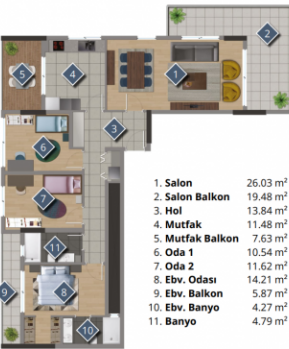 2
5
4
1
3
6
7
11
9
8
10
1. Salon 26.03 m²
2. Salon Balkon 19.48 m²
3. Hol 13.84 m²
4. Mutfak 11.48 m²
5. Mutfak Balkon 7.63 m²
6. Oda 1 10.54 m²
7. Oda 2 11.62 m²
8. Ebv. Odası 14.21 m²
9. Ebv. Balkon 5.87 m²
10. Ebv. Banyo 4.27 m²
11. Banyo 4.79 m²